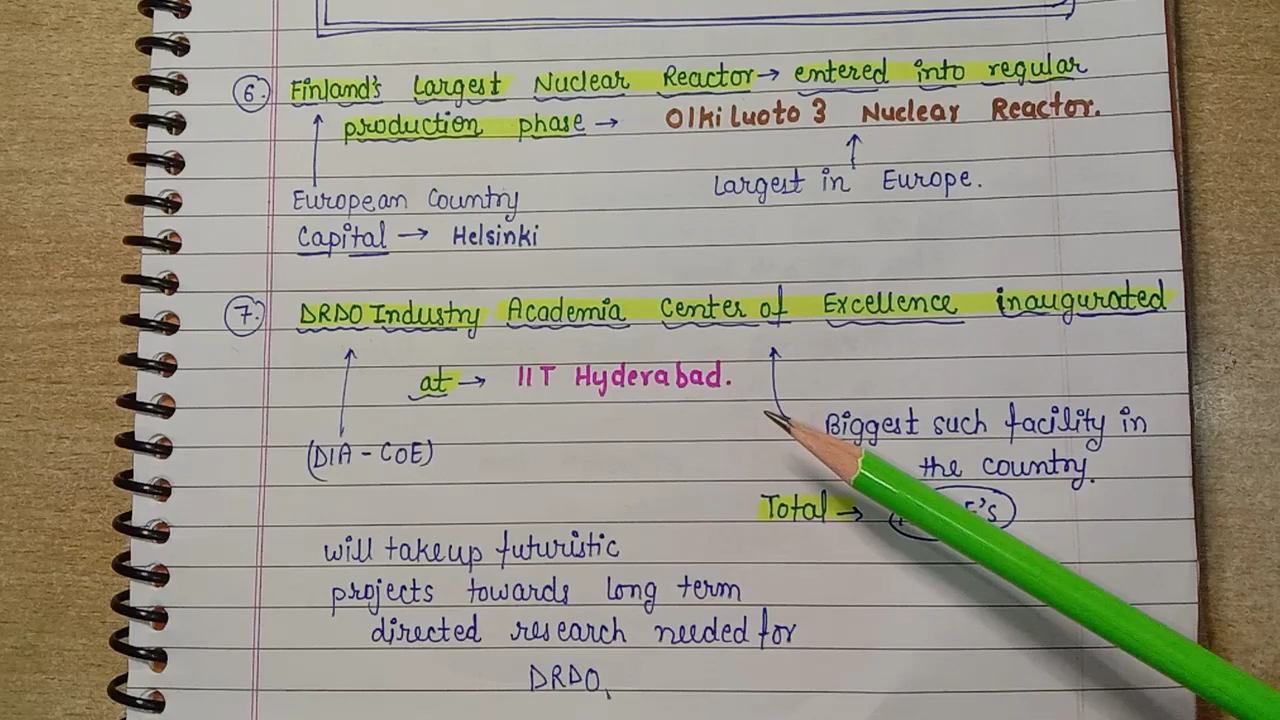 6. Finland's Largest Nuclear Reactor → entered into regular
production phase → Olkiluoto 3 Nuclear Reactor.
Largest in Europe.
European Country
Capital → Helsinki
7. DRDO Industry Academia Center of Excellence inaugurated
at → IIT Hyderabad.
Biggest such facility in
the country.
(DIA - COE)
Total →
will takeup futuristic
projects towards long term
directed research needed for
DRDO,